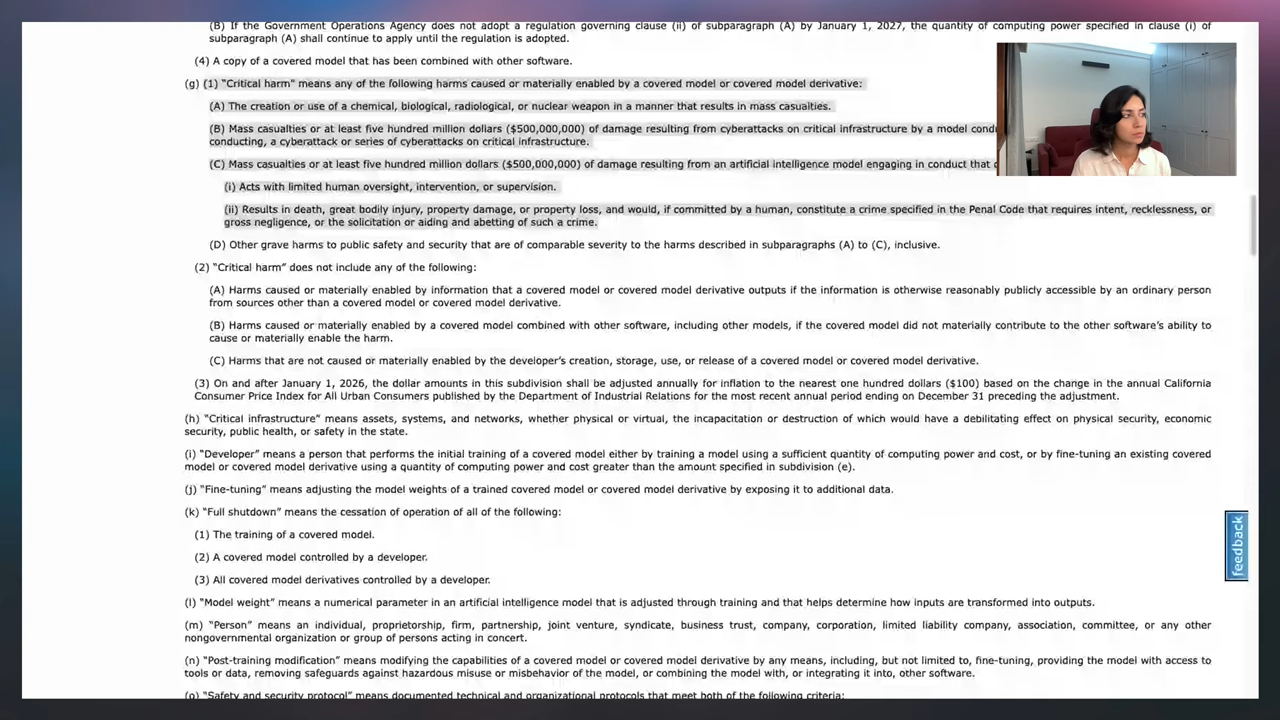 (B) If the Government Operations Agency does not adopt a regulation governing clause (ii) of subparagraph (A) by January 1, 2027, the quantity of computing power specified in clause (i) of
subparagraph (A) shall continue to apply until the regulation is adopted.
(4) A copy of a covered model that has been combined with other software.
(g) (1) “Critical harm” means any of the following harms caused or materially enabled by a covered model or covered model derivative:
(A) The creation or use of a chemical, biological, radiological, or nuclear weapon in a manner that results in mass casualties.
(B) Mass casualties or at least five hundred million dollars ($500,000,000) of damage resulting from cyberattacks on critical infrastructure by a model
conducting, a cyberattack or series of cyberattacks on critical infrastructure.
(C) Mass casualties or at least five hundred million dollars ($500,000,000) of damage resulting from an artificial intelligence model engaging in conduct that
(i) Acts with limited human oversight, intervention, or supervision.
(ii) Results in death, great bodily injury, property damage, or property loss, and would, if committed by a human, constitute a crime specified in the Penal Code that requires intent, recklessness, or
gross negligence, or the solicitation or aiding and abetting of such a crime.
(D) Other grave harms to public safety and security that are of comparable severity to the harms described in subparagraphs (A) to (C), inclusive.
(2) “Critical harm” does not include any of the following:
(A) Harms caused or materially enabled by information that a covered model or covered model derivative outputs if the information is otherwise reasonably publicly accessible by an ordinary person
from sources other than a covered model or covered model derivative.
(B) Harms caused or materially enabled by a covered model combined with other software, including other models, if the covered model did not materially contribute to the other software’s ability to
cause or materially enable the harm.
(C) Harms that are not caused or materially enabled by the developer’s creation, storage, use, or release of a covered model or covered model derivative.
(3) On and after January 1, 2026, the dollar amounts in this subdivision shall be adjusted annually for inflation to the nearest one hundred dollars ($100) based on the change in the annual California
Consumer Price Index for All Urban Consumers published by the Department of Industrial Relations for the most recent annual period ending on December 31 preceding the adjustment.
(h) “Critical infrastructure” means assets, systems, and networks, whether physical or virtual, the incapacitation or destruction of which would have a debilitating effect on physical security, economic
security, public health, or safety in the state.
(i) “Developer” means a person that performs the initial training of a covered model either by training a model using a sufficient quantity of computing power and cost, or by fine-tuning an existing covered
model or covered model derivative using a quantity of computing power and cost greater than the amount specified in subdivision (e).
(j) “Fine-tuning” means adjusting the model weights of a trained covered model or covered model derivative by exposing it to additional data.
(k) “Full shutdown” means the cessation of operation of all of the following:
(1) The training of a covered model.
(2) A covered model controlled by a developer.
(3) All covered model derivatives controlled by a developer.
(l) “Model weight” means a numerical parameter in an artificial intelligence model that is adjusted through training and that helps determine how inputs are transformed into outputs.
(m) “Person” means an individual, proprietorship, firm, partnership, joint venture, syndicate, business trust, company, corporation, limited liability company, association, committee, or any other
nongovernmental organization or group of persons acting in concert.
(n) “Post-training modification” means modifying the capabilities of a covered model or covered model derivative by any means, including, but not limited to, fine-tuning, providing the model with access to
tools or data, removing safeguards against hazardous misuse or misbehavior of the model, or combining the model with, or integrating it into, other software.
(o) “Safety and security protocol” means documented technical and organizational protocols that meet both of the following criteria:
feedback